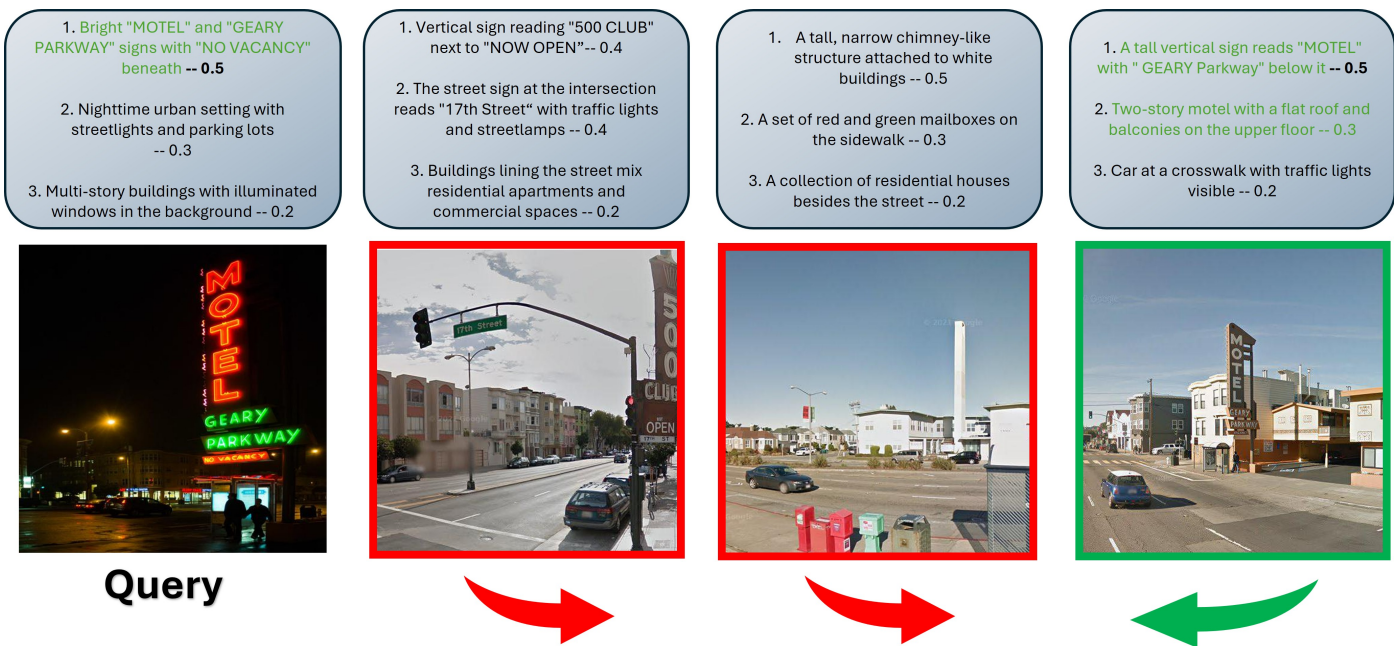 1. Bright "MOTEL" and "GEARY
PARKWAY" signs with "NO VACANCY"
beneath -- 0.5
2. Nighttime urban setting with
streetlights and parking lots
-- 0.3
3. Multi-story buildings with illuminated
windows in the background -- 0.2
1. Vertical sign reading "500 CLUB"
next to "NOW OPEN”-- 0.4
2. The street sign at the intersection
reads "17th Street“ with traffic lights
and streetlamps -- 0.4
3. Buildings lining the street mix
residential apartments and
commercial spaces -- 0.2
1. A tall, narrow chimney-like
structure attached to white
buildings -- 0.5
2. A set of red and green mailboxes on
the sidewalk -- 0.3
3. A collection of residential houses
besides the street -- 0.2
1. A tall vertical sign reads "MOTEL"
with " GEARY Parkway" below it -- 0.5
2. Two-story motel with a flat roof and
balconies on the upper floor -- 0.3
3. Car at a crosswalk with traffic lights
visible -- 0.2
MOTEL
GEARY
PARKWAY
NO VACANCY
17th Street
500
CLUB
OPEN
17TH ST
MOTEL
GEARY
PARKWAY
Query